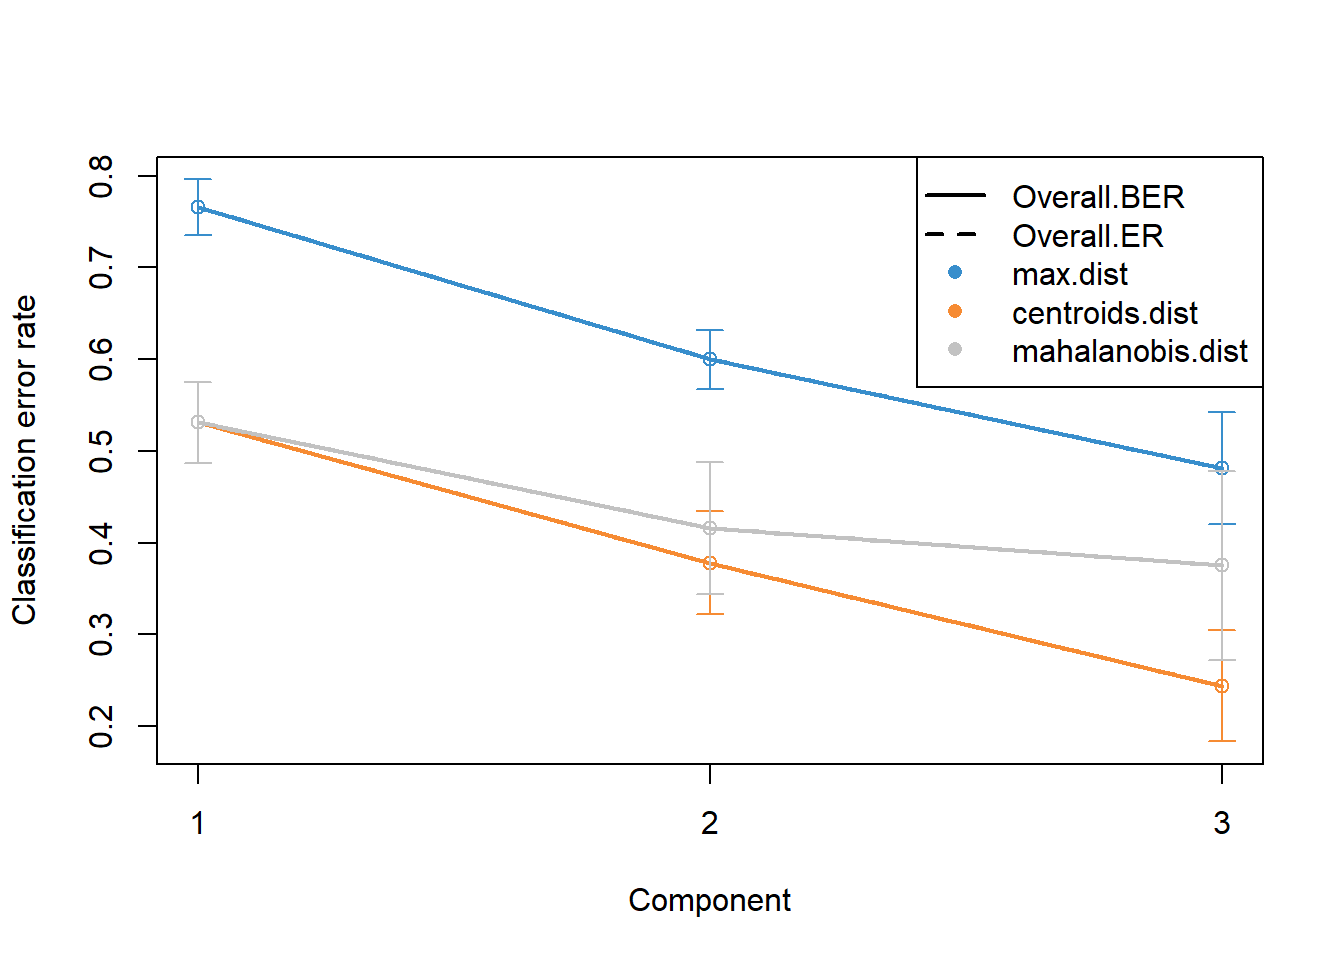 Classification error rate
0.8
0.7
0.6
0.5
0.4
0.3
0.2
Overall.BER
Overall.ER
max.dist
centroids.dist
mahalanobis.dist
1
2
3
Component